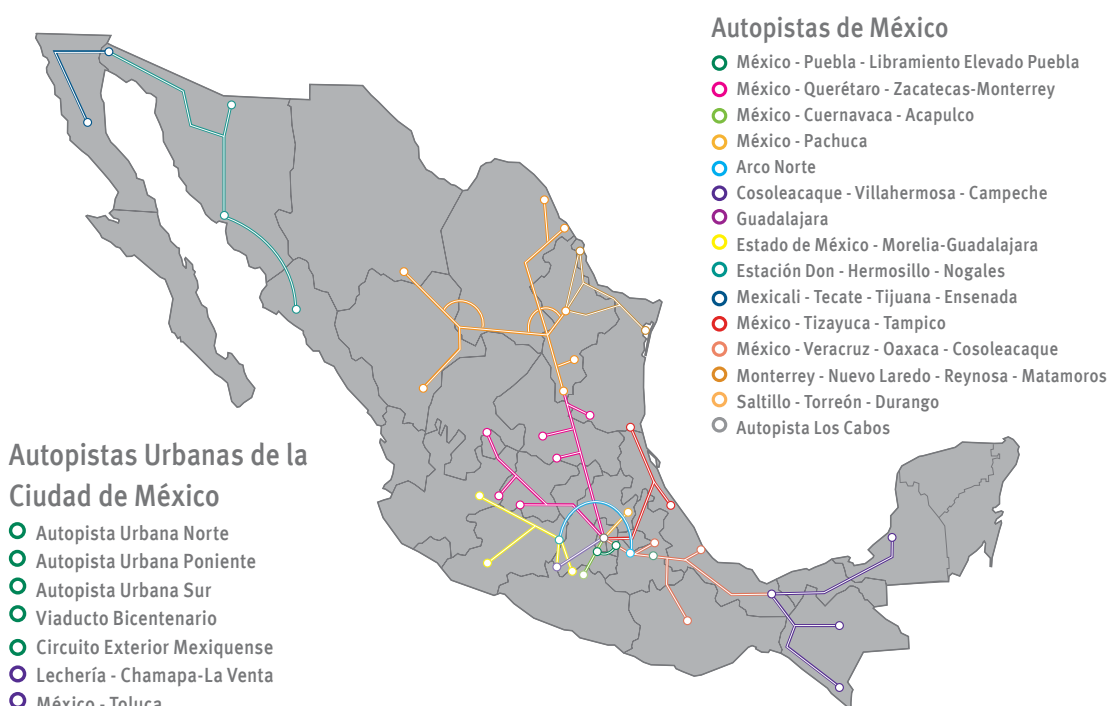 Autopistas de México
México - Puebla - Libramiento Elevado Puebla
México - Querétaro - Zacatecas-Monterrey
México - Cuernavaca - Acapulco
México - Pachuca
Arco Norte
Cosoleacaque - Villahermosa - Campeche
Guadalajara
Estado de México - Morelia-Guadalajara
Estación Don - Hermosillo - Nogales
Mexicali - Tecate - Tijuana - Ensenada
México - Tizayuca - Tampico
México - Veracruz - Oaxaca - Cosoleacaque
Monterrey - Nuevo Laredo - Reynosa - Matamoros
Saltillo - Torreón - Durango
Autopista Los Cabos
Autopistas Urbanas de la
Ciudad de México
Autopista Urbana Norte
Autopista Urbana Poniente
Autopista Urbana Sur
Viaducto Bicentenario
Circuito Exterior Mexiquense
Lechería - Chamapa-La Venta
México - Toluca